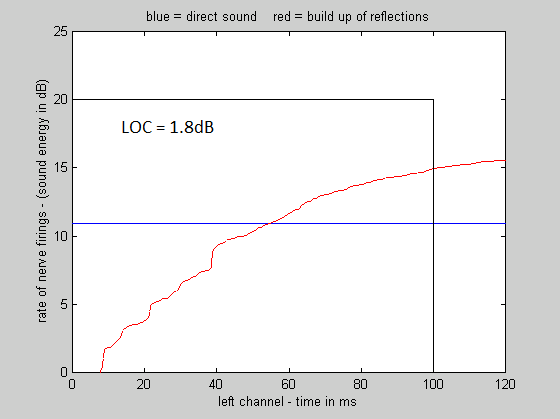 blue = direct sound    red = build up of reflections
25
20
15
10
5
0
LOC = 1.8dB
rate of nerve firings - (sound energy in dB)
0 20 40 60 80 100 120
left channel - time in ms